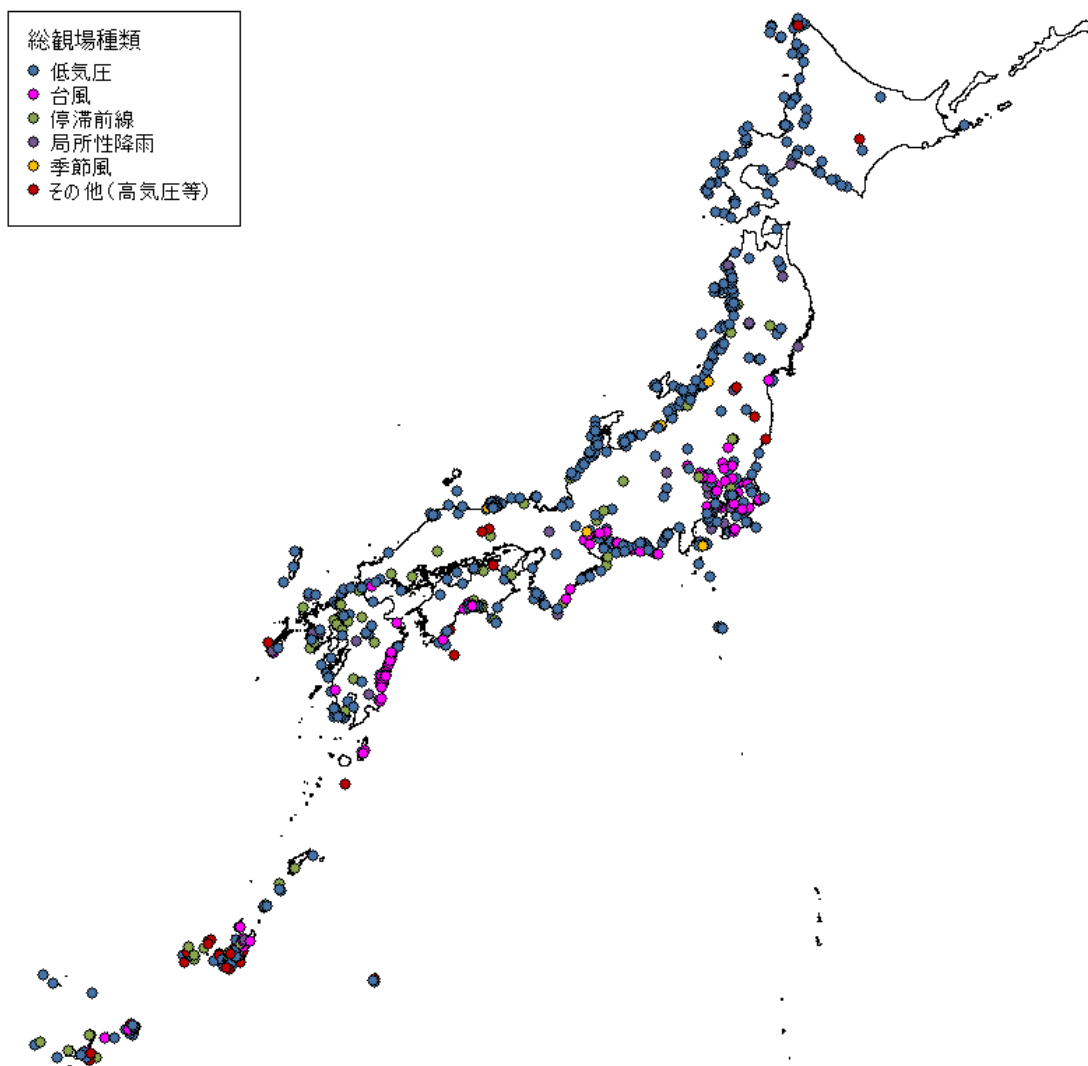 総観場種類
低気圧
台風
停滞前線
局所性降雨
季節風
その他(高気圧等)